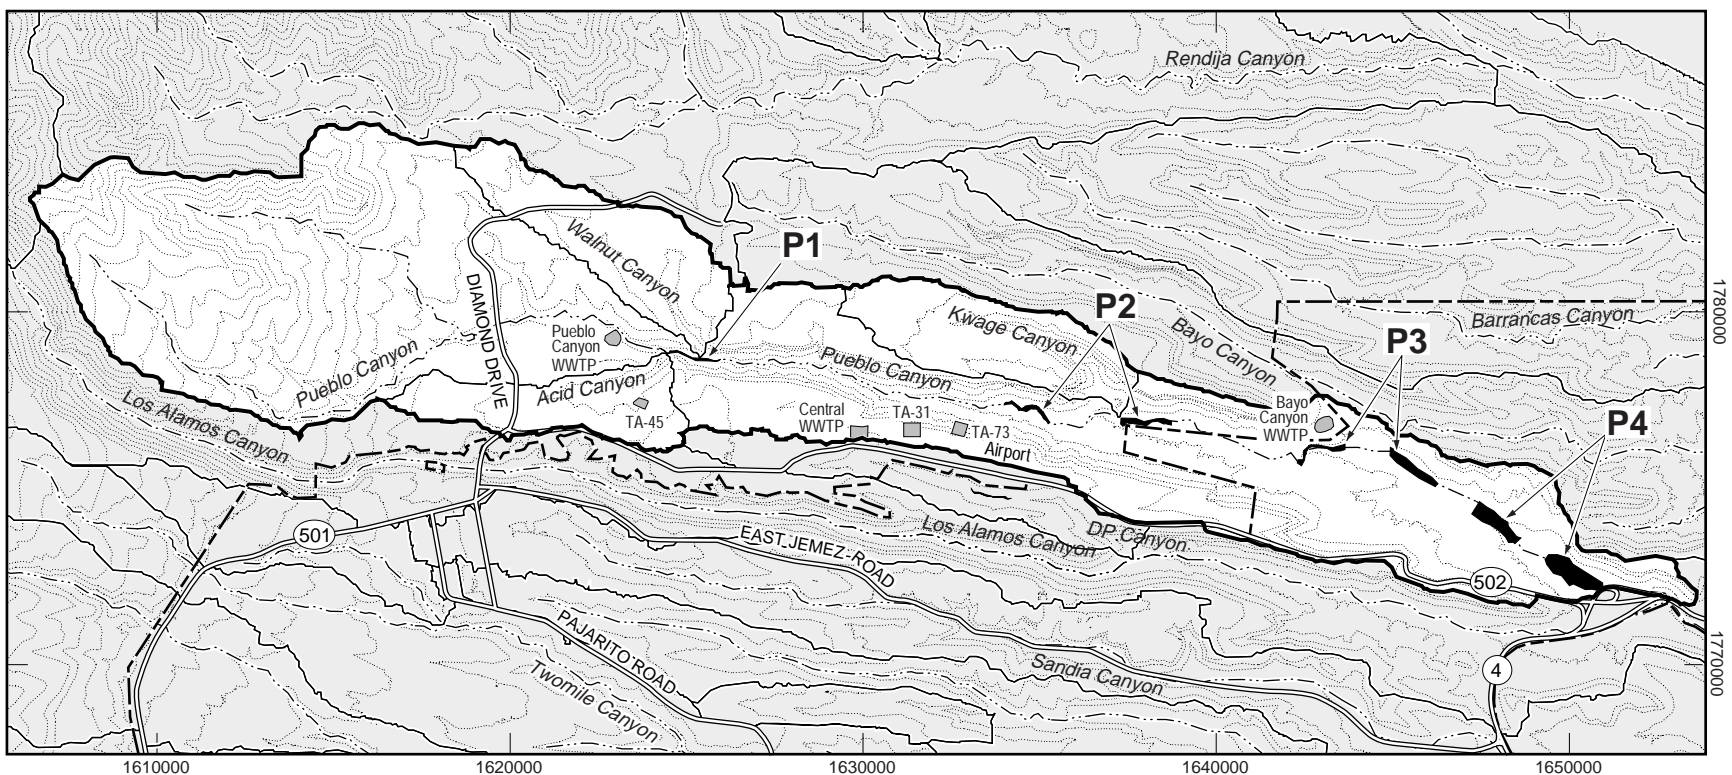 Rendija Canyon
P1
Walnut Canyon
DIAMOND DRIVE
P2
Kwage Canyon
Bayo Canyon
Barrancas Canyon
1780000
P3
Pueblo
Canyon
WWTP
Pueblo Canyon
Pueblo Canyon
Acid Canyon
TA-45
Los Alamos Canyon
Central
WWTP
TA-31
TA-73
Airport
Bayo
Canyon
WWTP
P4
501
EAST JEMEZ ROAD
Los Alamos Canyon
DP Canyon
502
PAJARITO ROAD
Twomile Canyon
Sandia Canyon
4
1770000
1610000
1620000
1630000
1640000
1650000